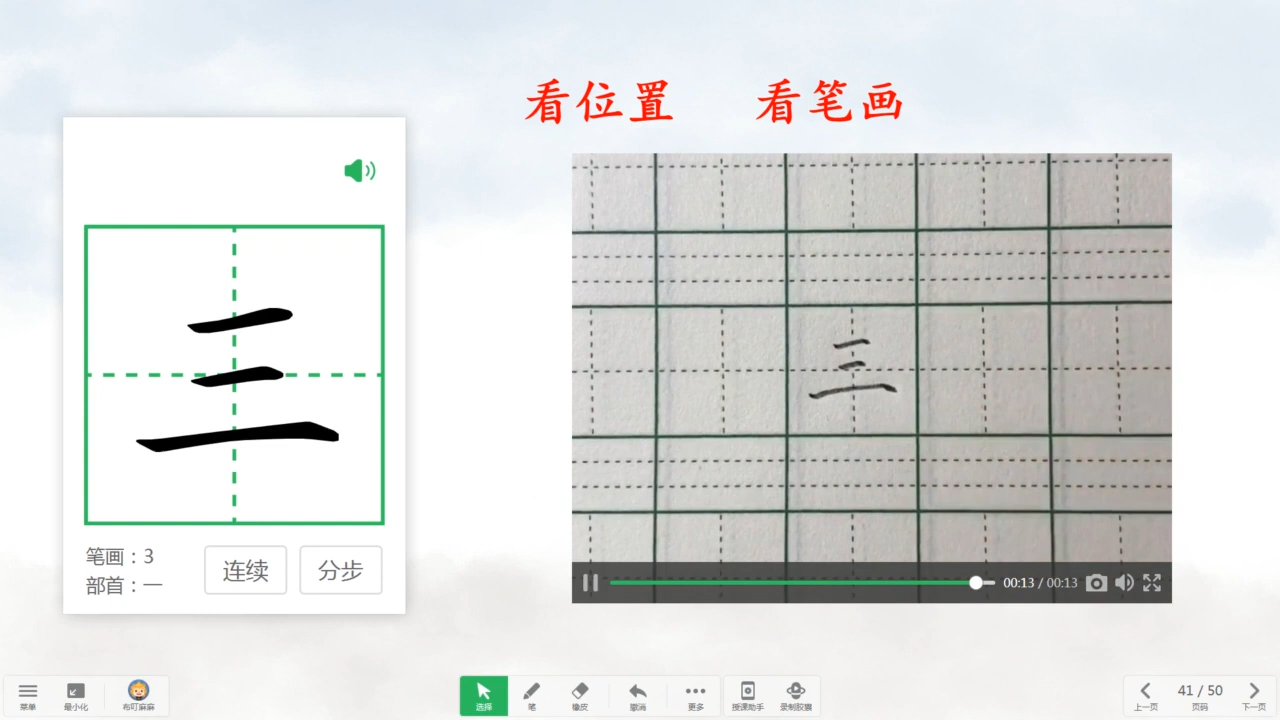 看位置 看笔画
三
笔画：3
部首：一
连续
分步
三
00:13 / 00:13
菜单
最小化
布叮麻麻
选择
笔
橡皮
撤消
更多
授课助手
录制胶囊
上一页
41 / 50
页码
下一页